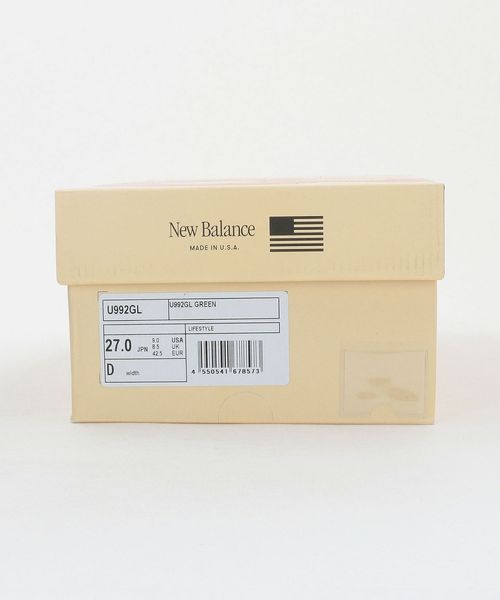 New Balance
MADE IN U.S.A.
U992GL
U992GL GREEN
LIFESTYLE
27.0 JPN
9.0 USA
8.5 UK
42.5 EUR
D width
4 550541 678573